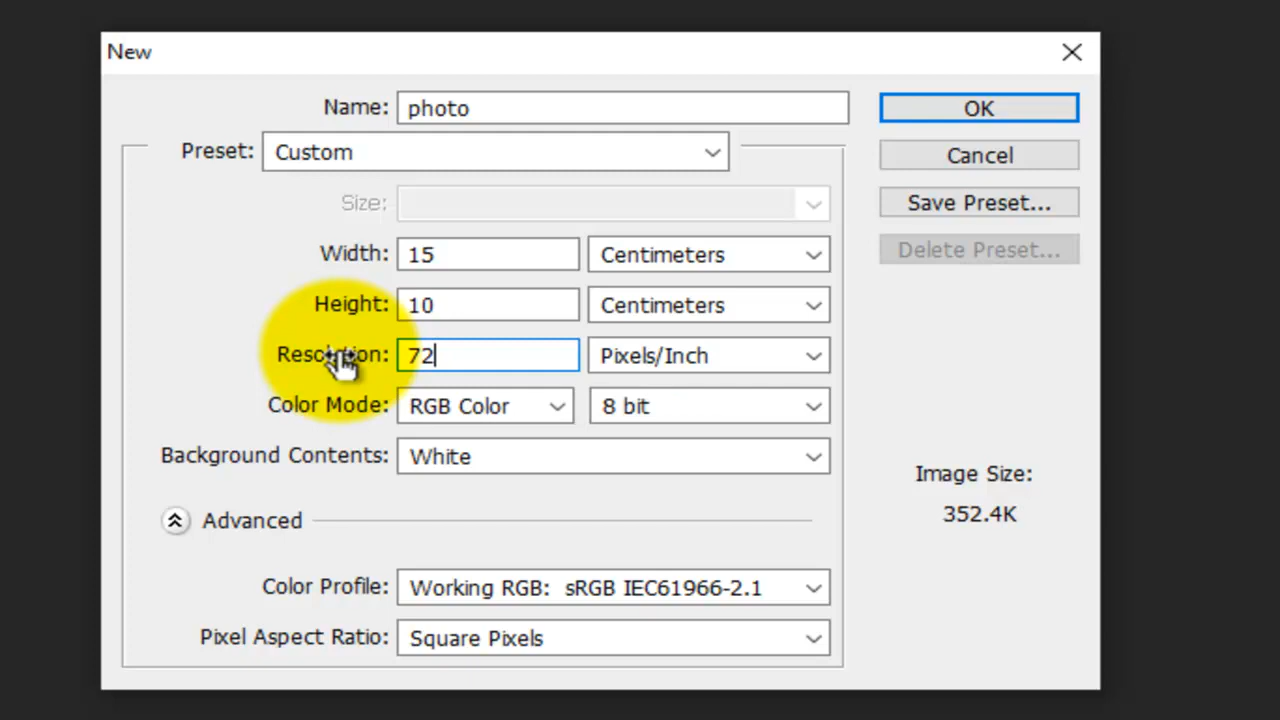 New
Name: photo
OK
Preset: Custom
Cancel
Size:
Save Preset...
Width: 15 Centimeters
Delete Preset...
Height: 10 Centimeters
Resolution: 72 Pixels/Inch
Color Mode: RGB Color 8 bit
Background Contents: White
Image Size:
352.4K
Advanced
Color Profile: Working RGB: sRGB IEC61966-2.1
Pixel Aspect Ratio: Square Pixels